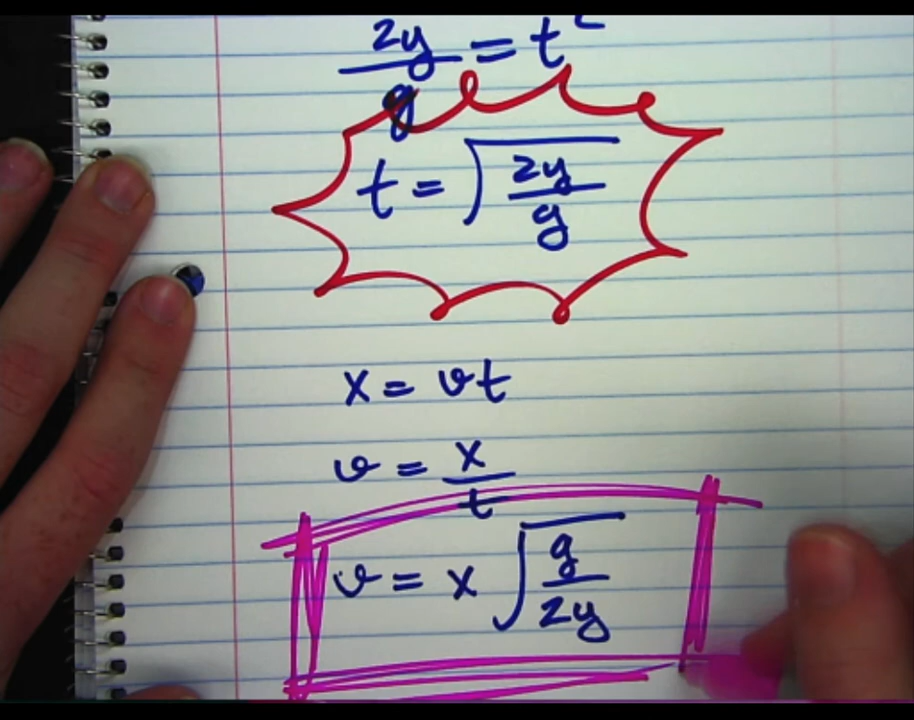 2y/g = t²
t = √(2y/g)
x = vt
v = x/t
v = x √(g/2y)